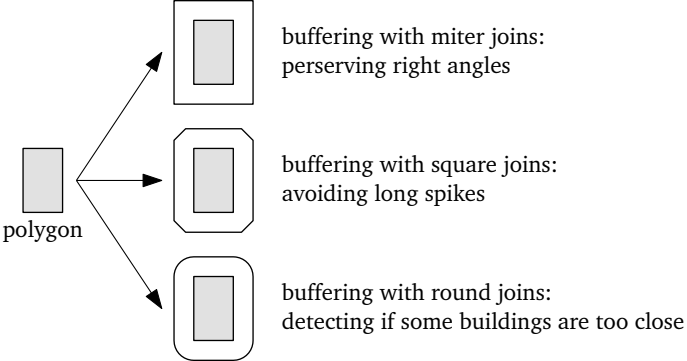 buffering with miter joins:
perserving right angles
buffering with square joins:
avoiding long spikes
polygon
buffering with round joins:
detecting if some buildings are too close